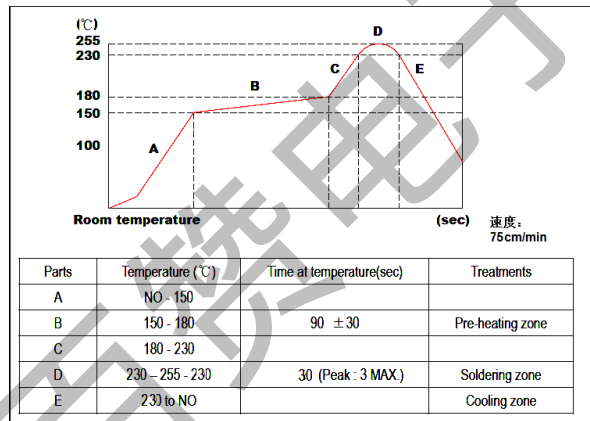 (℃)
255
230
180
150
100
A
B
C
D
E
Room temperature
(sec)
速度：
75cm/min
Parts Temperature (℃) Time at temperature(sec) Treatments
A NO - 150
B 150 - 180 90 ±30 Pre-heating zone
C 180 - 230
D 230 – 255 - 230 30 (Peak : 3 MAX.) Soldering zone
E 230 to NO Cooling zone